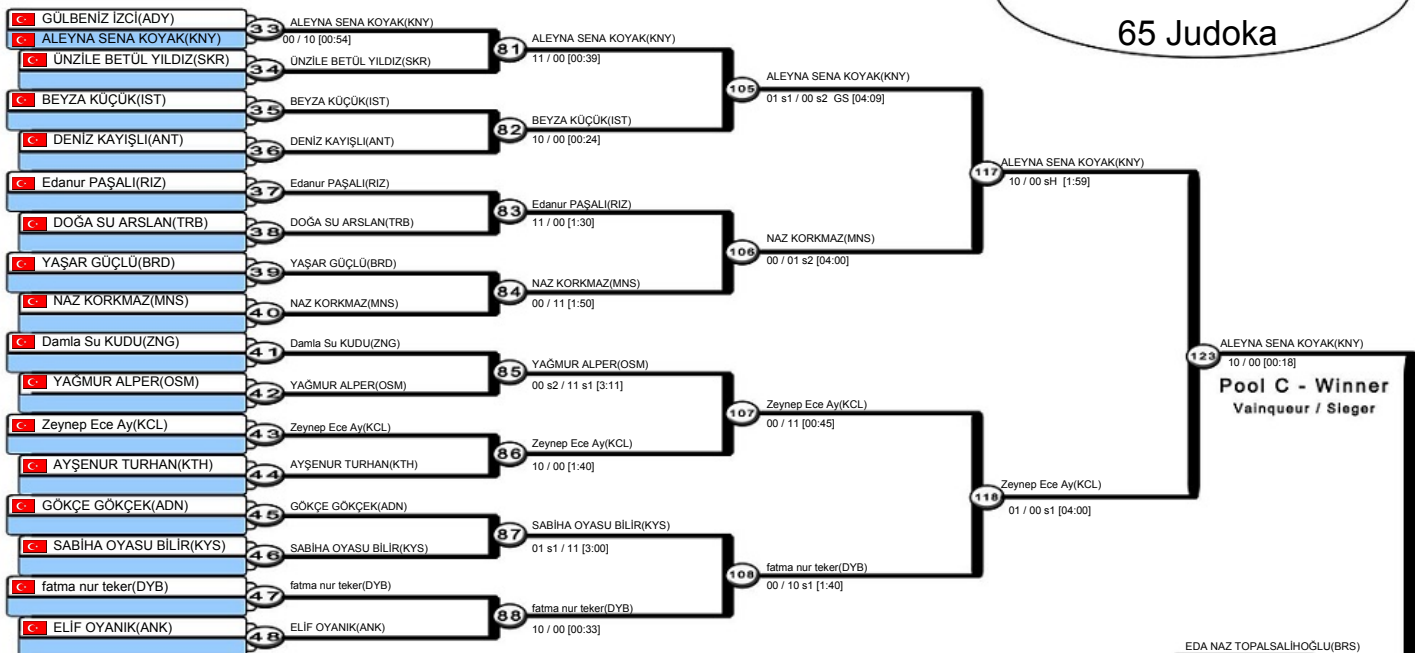 65 Judoka
GÜLBENİZ İZCİ(ADY)
ALEYNA SENA KOYAK(KNY)
ÜNZİLE BETÜL YILDIZ(SKR)
BEYZA KÜÇÜK(IST)
DENİZ KAYIŞLI(ANT)
Edanur PAŞALI(RIZ)
DOĞA SU ARSLAN(TRB)
YAŞAR GÜÇLÜ(BRD)
NAZ KORKMAZ(MNS)
Damla Su KUDU(ZNG)
YAĞMUR ALPER(OSM)
Zeynep Ece Ay(KCL)
AYŞENUR TURHAN(KTH)
GÖKÇE GÖKÇEK(ADN)
SABİHA OYASU BİLİR(KYS)
fatma nur teker(DYB)
ELİF OYANIK(ANK)
33
ALEYNA SENA KOYAK(KNY)
00 / 10 [00:54]
34
ÜNZİLE BETÜL YILDIZ(SKR)
35
BEYZA KÜÇÜK(IST)
36
DENİZ KAYIŞLI(ANT)
37
Edanur PAŞALI(RIZ)
38
DOĞA SU ARSLAN(TRB)
39
YAŞAR GÜÇLÜ(BRD)
40
NAZ KORKMAZ(MNS)
41
Damla Su KUDU(ZNG)
42
YAĞMUR ALPER(OSM)
43
Zeynep Ece Ay(KCL)
44
AYŞENUR TURHAN(KTH)
45
GÖKÇE GÖKÇEK(ADN)
46
SABİHA OYASU BİLİR(KYS)
47
fatma nur teker(DYB)
48
ELİF OYANIK(ANK)
81
ALEYNA SENA KOYAK(KNY)
11 / 00 [00:39]
82
BEYZA KÜÇÜK(IST)
10 / 00 [00:24]
83
Edanur PAŞALI(RIZ)
11 / 00 [1:30]
84
NAZ KORKMAZ(MNS)
00 / 11 [1:50]
85
YAĞMUR ALPER(OSM)
00 s2 / 11 s1 [3:11]
86
Zeynep Ece Ay(KCL)
10 / 00 [1:40]
87
SABİHA OYASU BİLİR(KYS)
01 s1 / 11 [3:00]
88
fatma nur teker(DYB)
10 / 00 [00:33]
105
ALEYNA SENA KOYAK(KNY)
01 s1 / 00 s2 GS [04:09]
106
NAZ KORKMAZ(MNS)
00 / 01 s2 [04:00]
107
Zeynep Ece Ay(KCL)
00 / 11 [00:45]
108
fatma nur teker(DYB)
00 / 10 s1 [1:40]
117
ALEYNA SENA KOYAK(KNY)
10 / 00 sH [1:59]
118
Zeynep Ece Ay(KCL)
01 / 00 s1 [04:00]
123
ALEYNA SENA KOYAK(KNY)
10 / 00 [00:18]
Pool C - Winner
Vainqueur / Sieger
EDA NAZ TOPALSALİHOĞLU(BRS)